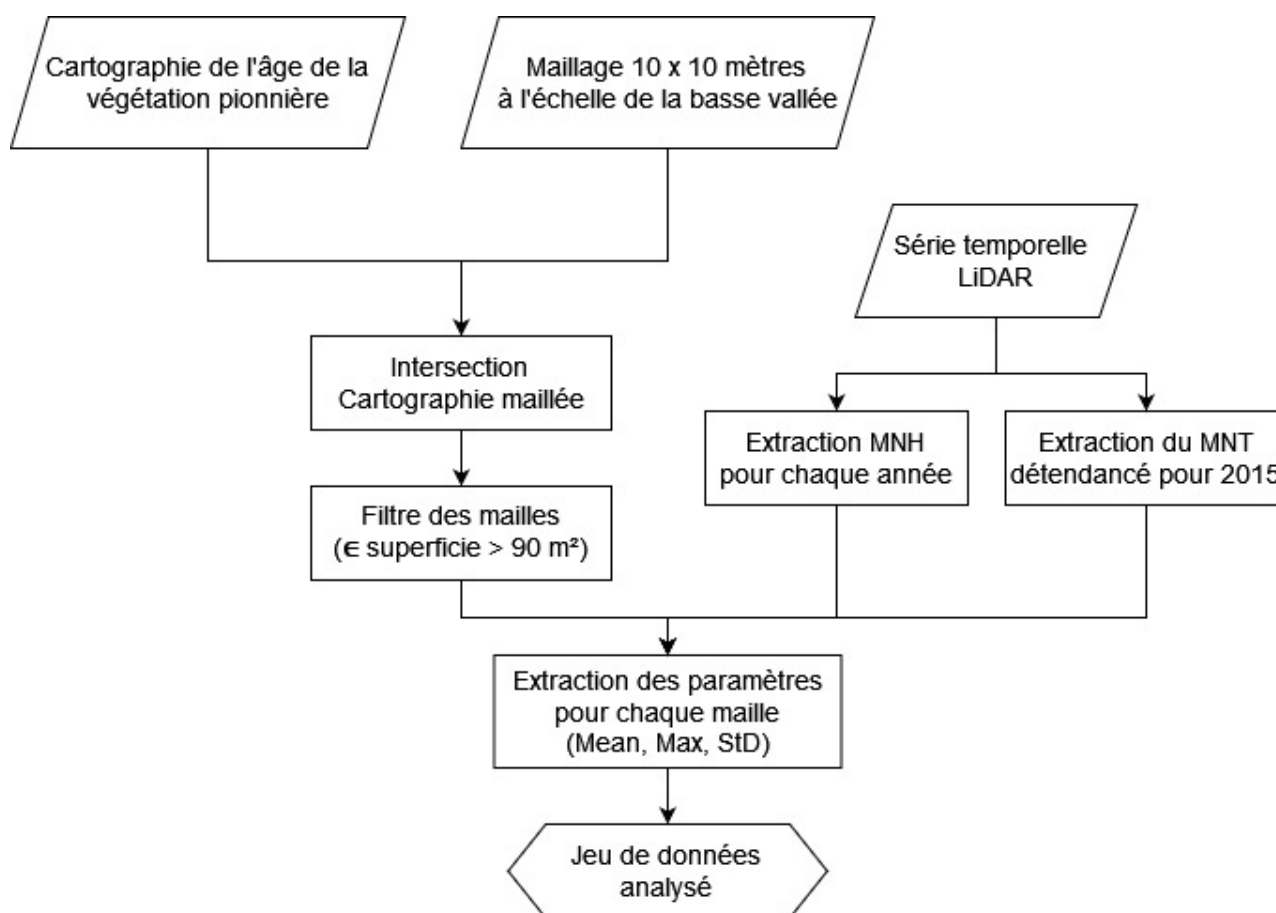 Cartographie de l'âge de la
végétation pionnière
Maillage 10 x 10 mètres
à l'échelle de la basse vallée
Série temporelle
LiDAR
Intersection
Cartographie maillée
Extraction MNH
pour chaque année
Extraction du MNT
détendancé pour 2015
Filtre des mailles
(ϵ superficie > 90 m²)
Extraction des paramètres
pour chaque maille
(Mean, Max, StD)
Jeu de données
analysé